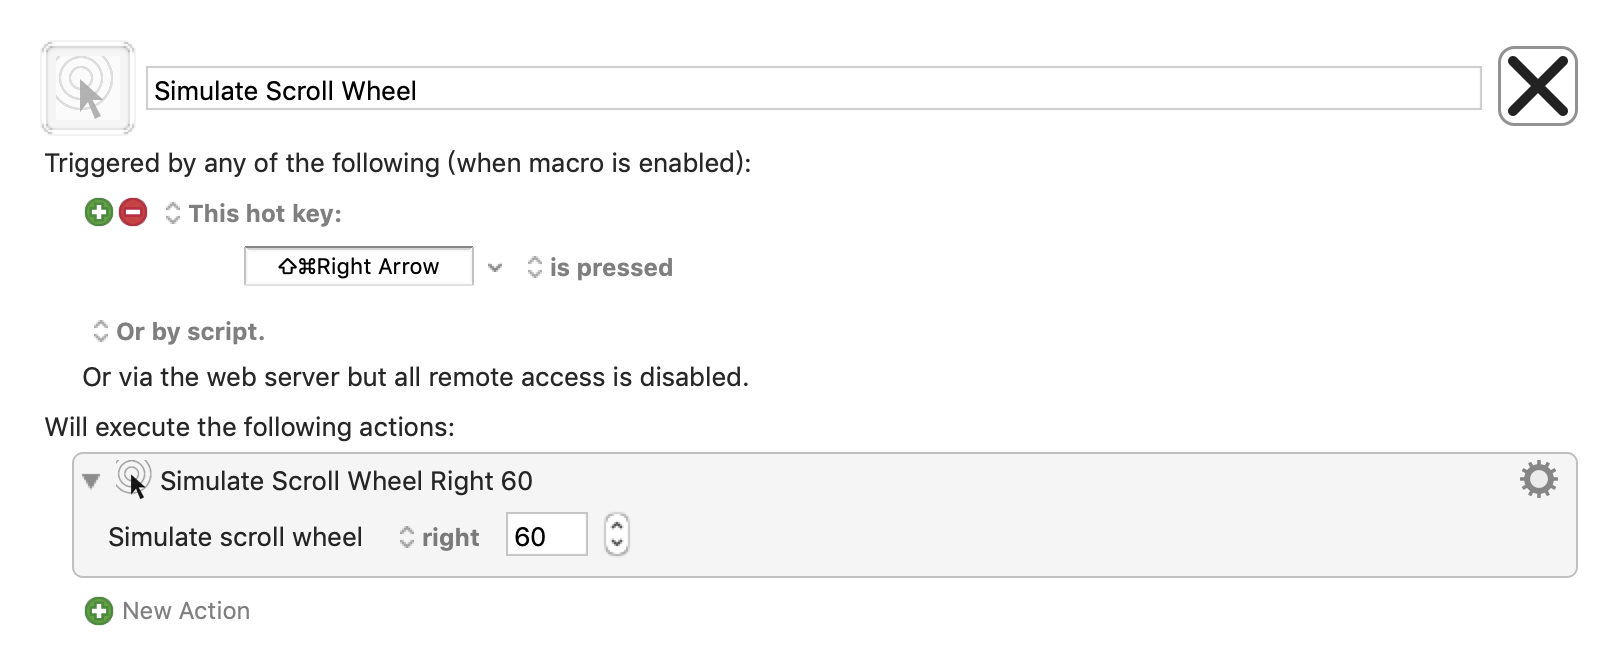 Simulate Scroll Wheel
Triggered by any of the following (when macro is enabled):
This hot key:
⇧⌘Right Arrow is pressed
Or by script.
Or via the web server but all remote access is disabled.
Will execute the following actions:
Simulate Scroll Wheel Right 60
Simulate scroll wheel right 60
New Action